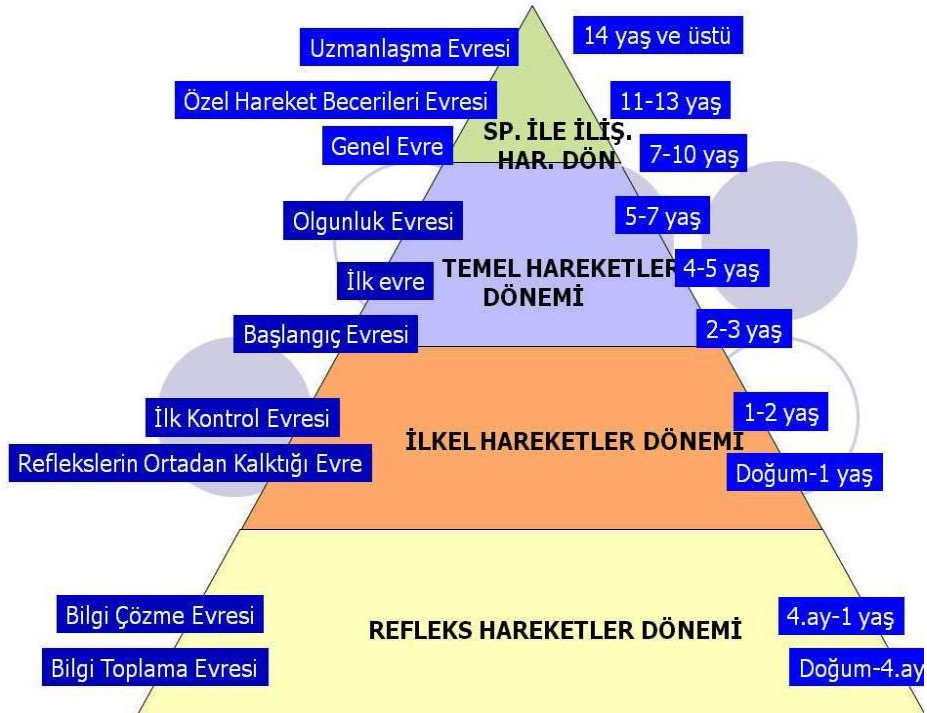 Uzmanlaşma Evresi
14 yaş ve üstü
Özel Hareket Becerileri Evresi
11-13 yaş
SP. İLE İLİŞ.
HAR. DÖN
Genel Evre
7-10 yaş
Olgunluk Evresi
5-7 yaş
TEMEL HAREKETLER
DÖNEMİ
İlk evre
4-5 yaş
Başlangıç Evresi
2-3 yaş
İlk Kontrol Evresi
1-2 yaş
İLKEL HAREKETLER DÖNEMİ
Reflekslerin Ortadan Kalktığı Evre
Doğum-1 yaş
Bilgi Çözme Evresi
4.ay-1 yaş
REFLEKS HAREKETLER DÖNEMİ
Bilgi Toplama Evresi
Doğum-4.ay